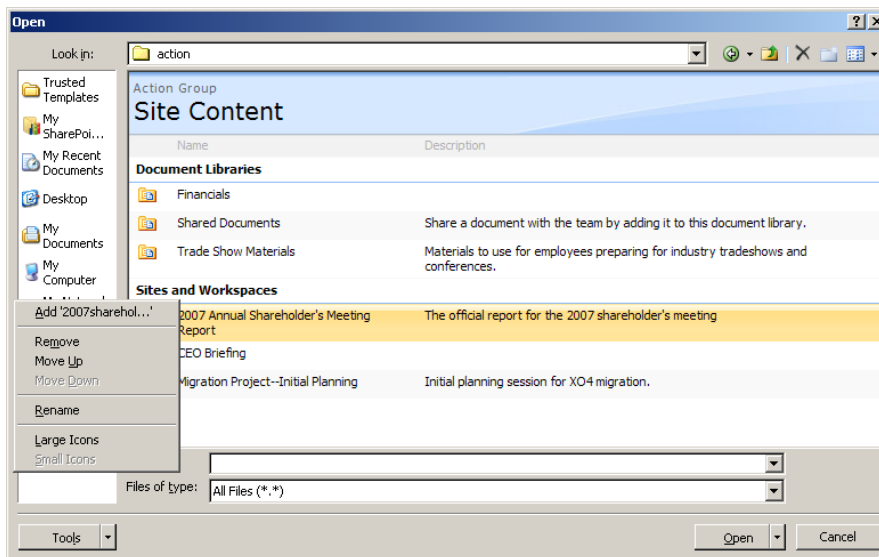 Open
Look in:
action
Trusted
Templates
My
SharePoi...
My Recent
Documents
Desktop
My
Documents
My
Computer
Action Group
Site Content
Name Description
Document Libraries
Financials
Shared Documents Share a document with the team by adding it to this document library.
Trade Show Materials Materials to use for employees preparing for industry tradeshows and
conferences.
Sites and Workspaces
2007 Annual Shareholder's Meeting The official report for the 2007 shareholder's meeting
Report
CEO Briefing
Migration Project--Initial Planning Initial planning session for XO4 migration.
Add '2007sharehol...'
Remove
Move Up
Move Down
Rename
Large Icons
Small Icons
Files of type: All Files (*.*)
Tools
Open
Cancel